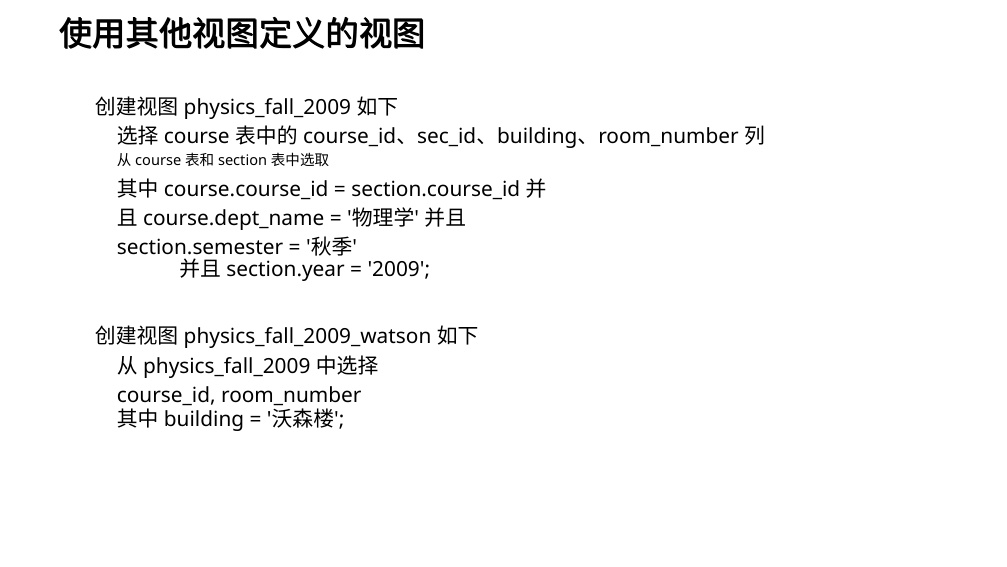 使用其他视图定义的视图
创建视图 physics_fall_2009 如下
选择 course 表中的 course_id、sec_id、building、room_number 列
从 course 表和 section 表中选取
其中 course.course_id = section.course_id 并
且 course.dept_name = '物理学' 并且
section.semester = '秋季'
并且 section.year = '2009';
创建视图 physics_fall_2009_watson 如下
从 physics_fall_2009 中选择
course_id, room_number
其中 building = '沃森楼';